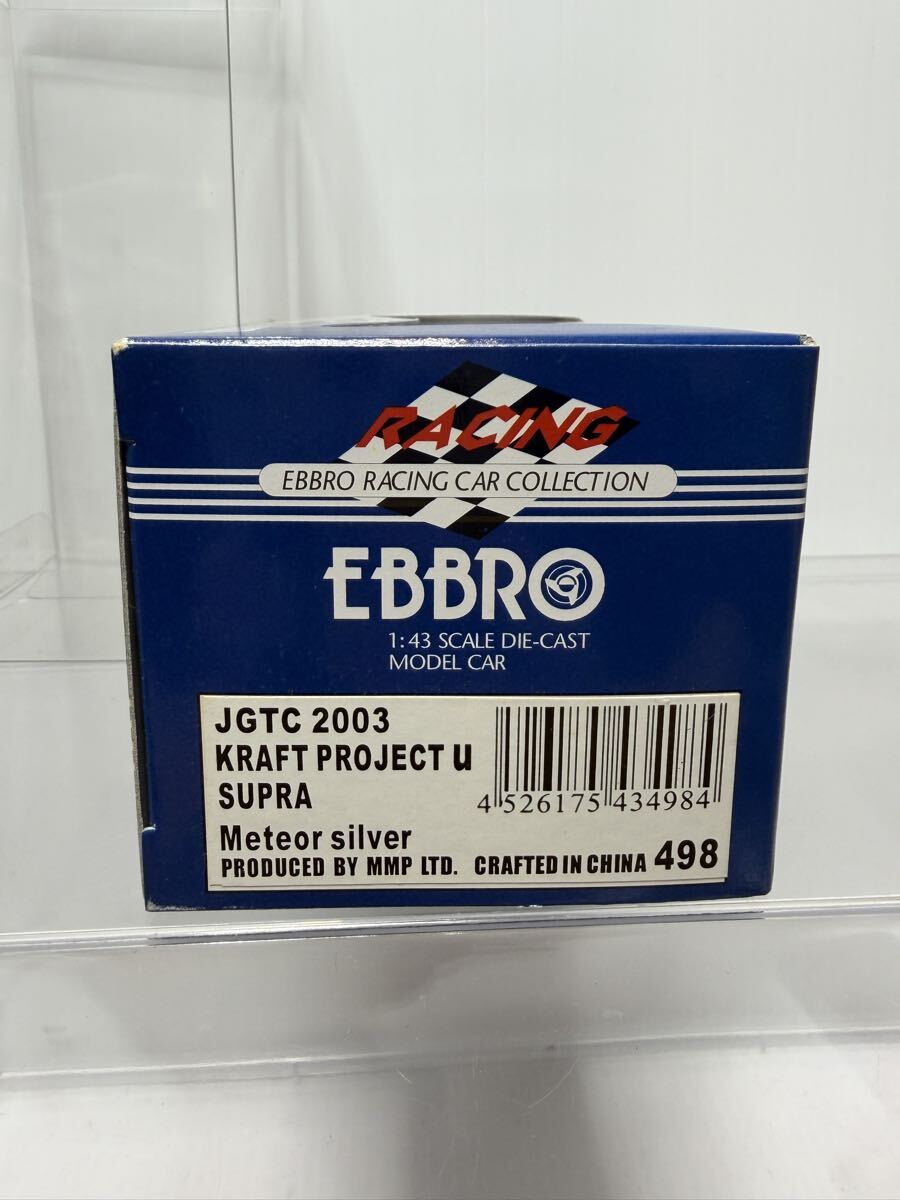 RACING
EBBRO RACING CAR COLLECTION
EBBRO
1:43 SCALE DIE-CAST
MODEL CAR
JGTC 2003
KRAFT PROJECT u
SUPRA
4 526175 434984
Meteor silver
PRODUCED BY MMP LTD. CRAFTED IN CHINA 498